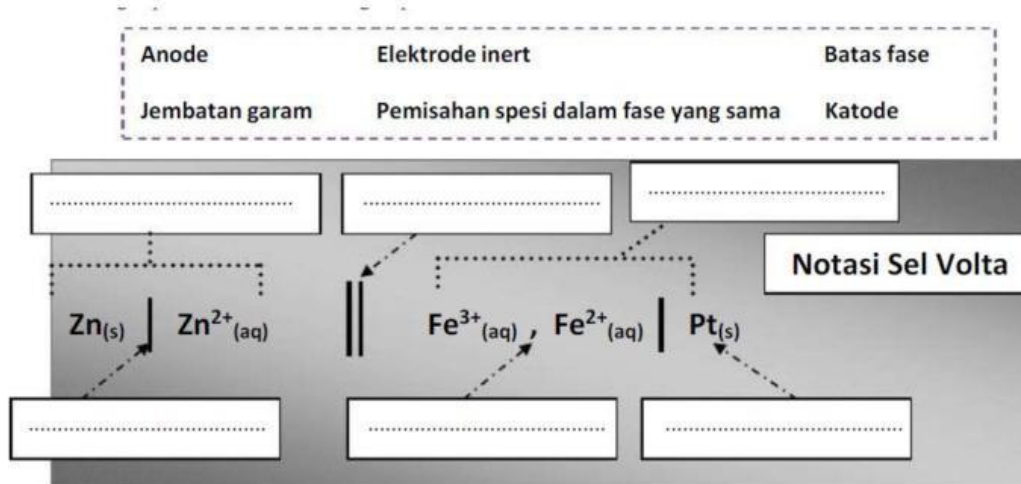 Anode Elektrode inert Batas fase
Jembatan garam Pemisahan spesi dalam fase yang sama Katode
Notasi Sel Volta
Zn(s) | Zn²⁺(aq) || Fe³⁺(aq) , Fe²⁺(aq) | Pt(s)